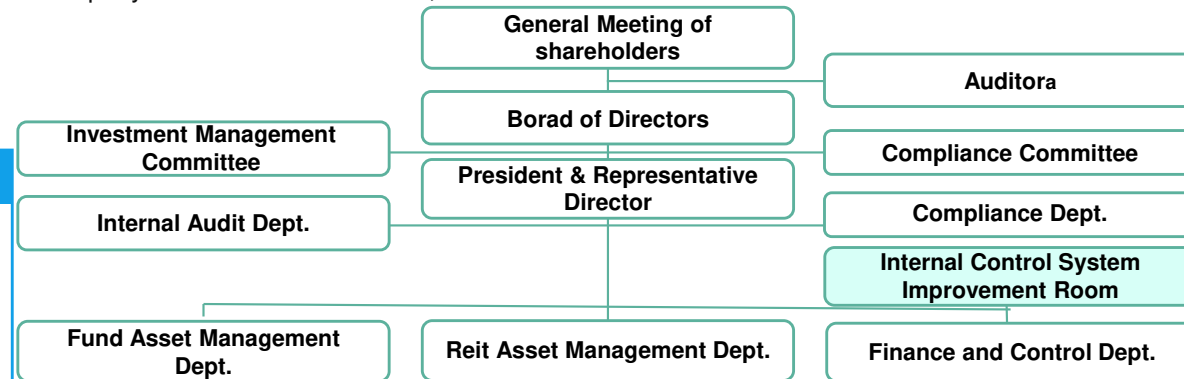 General Meeting of
shareholders
Auditora
Borad of Directors
Investment Management
Committee
Compliance Committee
President & Representative
Director
Internal Audit Dept.
Compliance Dept.
Internal Control System
Improvement Room
Fund Asset Management
Dept.
Reit Asset Management Dept.
Finance and Control Dept.